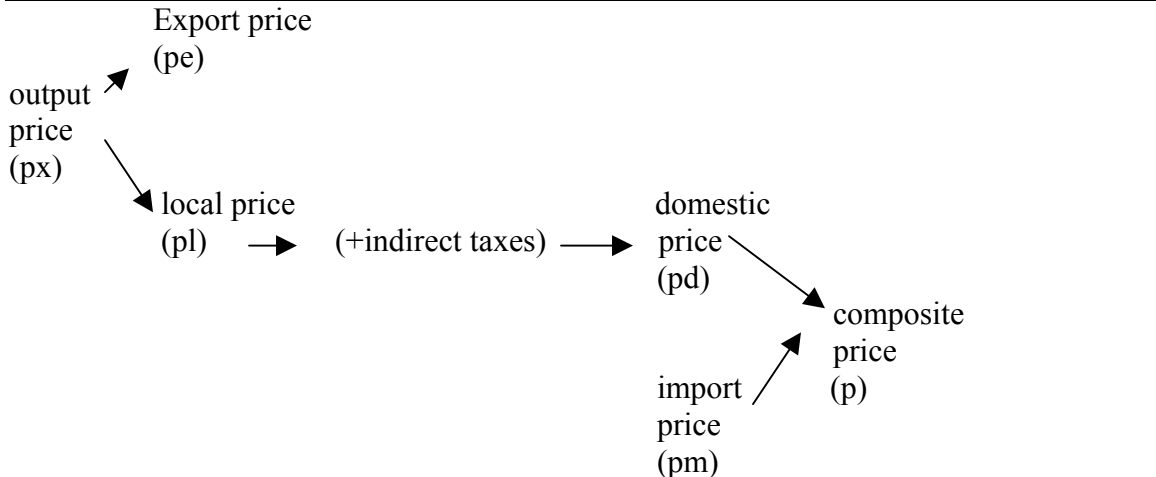 Export price
(pe)
output
price
(px)
local price
(pl)
(+indirect taxes)
domestic
price
(pd)
composite
price
(p)
import
price
(pm)